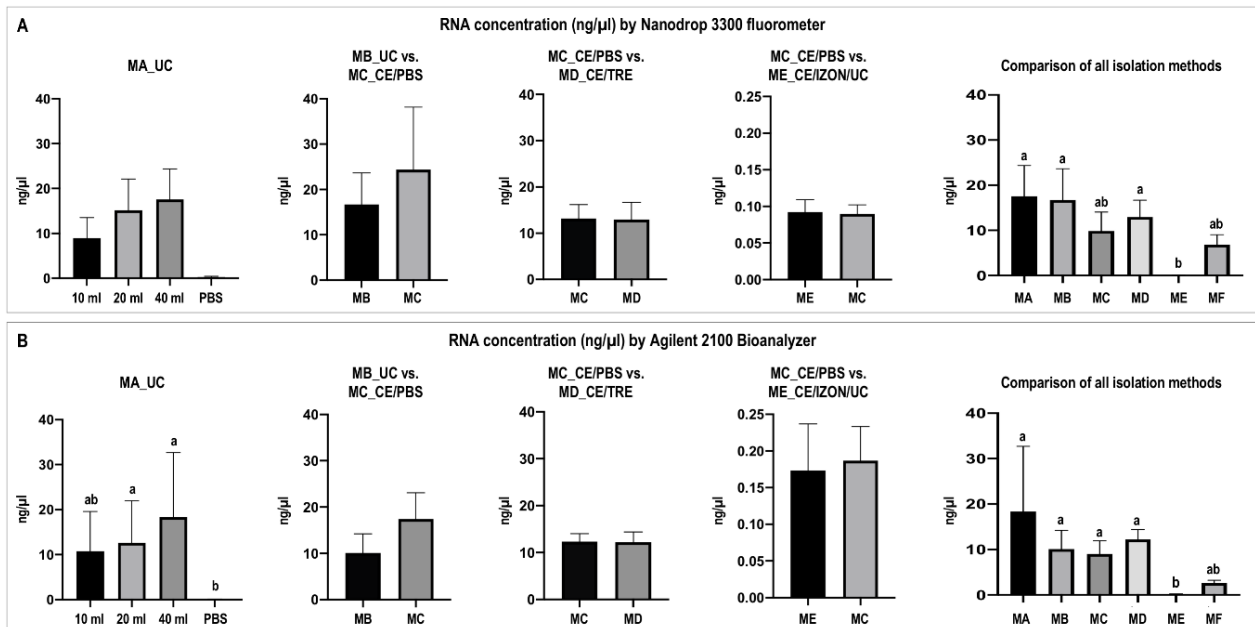 A
RNA concentration (ng/µl) by Nanodrop 3300 fluorometer
MA_UC
40
30
20
10
0
ng/µl
10 ml 20 ml 40 ml PBS
MB_UC vs.
MC_CE/PBS
40
30
20
10
0
ng/µl
MB MC
MC_CE/PBS vs.
MD_CE/TRE
40
30
20
10
0
ng/µl
MC MD
MC_CE/PBS vs.
ME_CE/IZON/UC
0.25
0.20
0.15
0.10
0.05
0.00
ng/µl
ME MC
Comparison of all isolation methods
40
30
20
10
0
ng/µl
a a ab a b ab
MA MB MC MD ME MF
B
RNA concentration (ng/µl) by Agilent 2100 Bioanalyzer
MA_UC
40
30
20
10
0
ng/µl
ab a a b
10 ml 20 ml 40 ml PBS
MB_UC vs.
MC_CE/PBS
40
30
20
10
0
ng/µl
MB MC
MC_CE/PBS vs.
MD_CE/TRE
40
30
20
10
0
ng/µl
MC MD
MC_CE/PBS vs.
ME_CE/IZON/UC
0.25
0.20
0.15
0.10
0.05
0.00
ng/µl
ME MC
Comparison of all isolation methods
40
30
20
10
0
ng/µl
a a a a b ab
MA MB MC MD ME MF